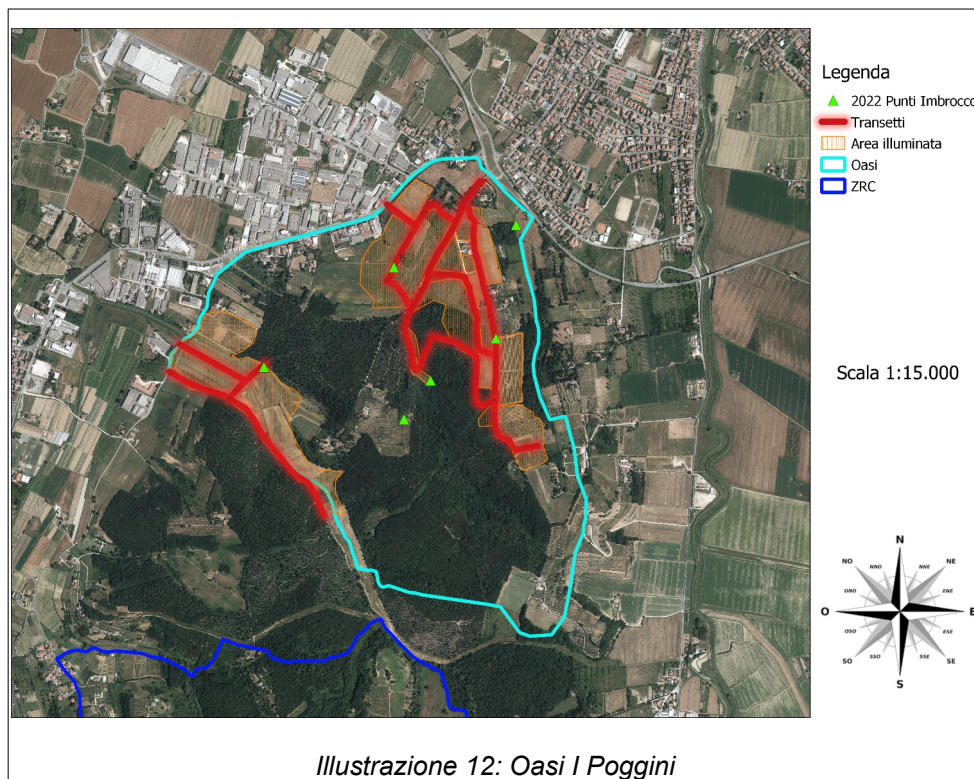 Legenda
2022 Punti Imbrocco
Transetti
Area illuminata
Oasi
ZRC
Scala 1:15.000
N
NNO NNE
NO NE
ONO ENE
O E
OSO ESE
SO SE
SSO SSE
S
Illustrazione 12: Oasi I Poggini